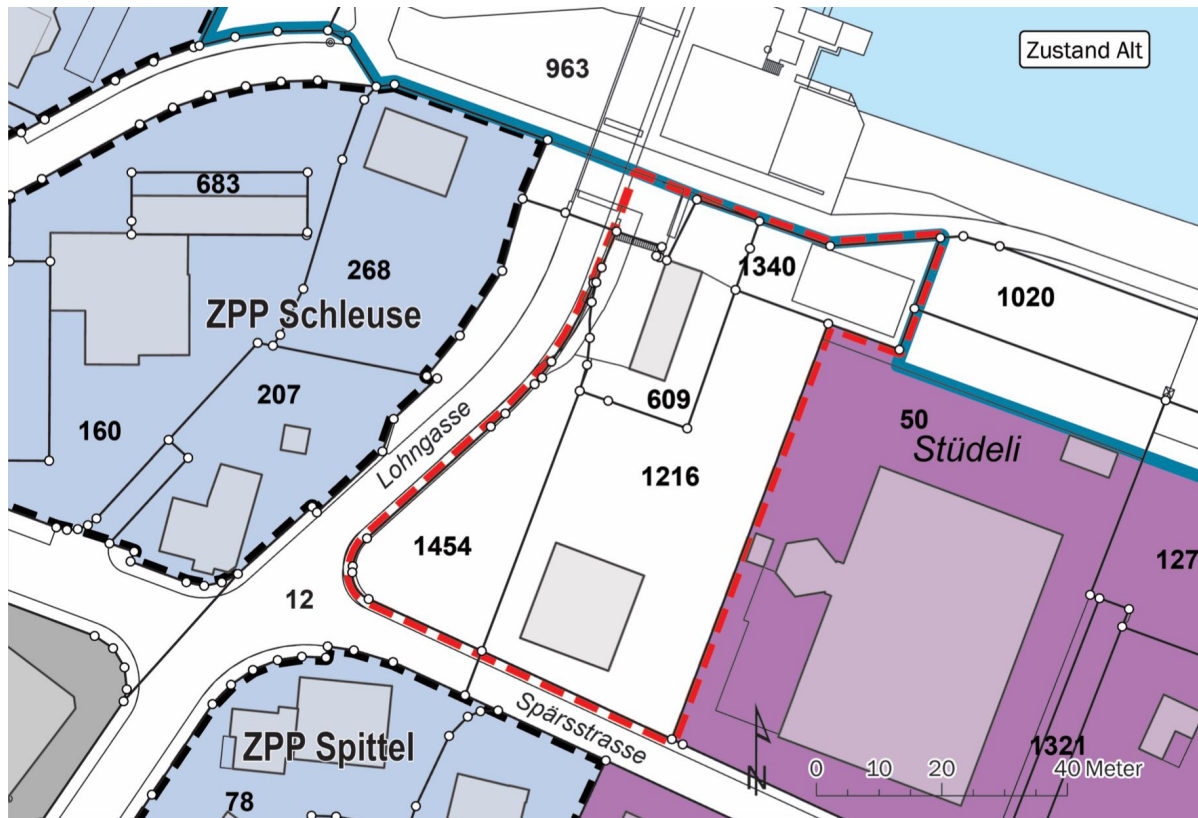 963
Zustand Alt
683
268
1340
1020
ZPP Schleuse
207
609
50
Stüdeli
160
Lohngasse
1216
1454
127
12
Spärsstrasse
ZPP Spittel
1321
78
N
0 10 20 40 Meter